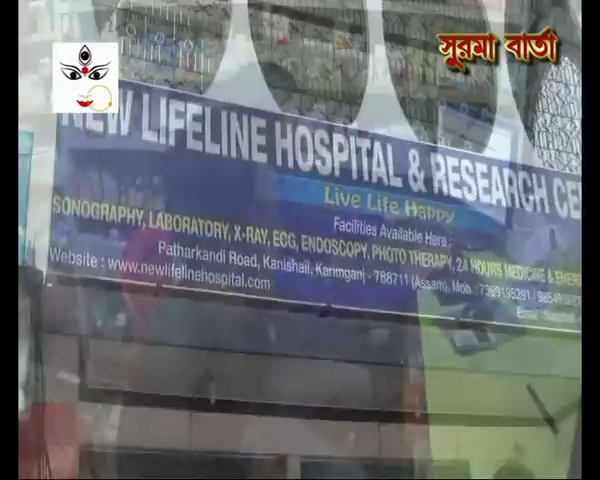 সুরমা বার্তা
NEW LIFELINE HOSPITAL & RESEARCH CE
Live Life Happy
Facilities Available Here :
SONOGRAPHY, LABORATORY, X-RAY, ECG, ENDOSCOPY, PHOTO THERAPY, 24 HOURS MEDICINE & EMERG
Patharkandi Road, Kanishail, Karimganj - 788711 (Assam), Mob. :
Website : www.newlifelinehospital.com